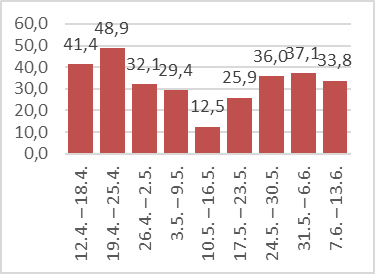 60,0
50,0
40,0
30,0
20,0
10,0
0,0
41,4
48,9
32,1
29,4
12,5
25,9
36,0
37,1
33,8
12.4. – 18.4.
19.4. – 25.4.
26.4. – 2.5.
3.5. – 9.5.
10.5. – 16.5.
17.5. – 23.5.
24.5. – 30.5.
31.5. – 6.6.
7.6. – 13.6.